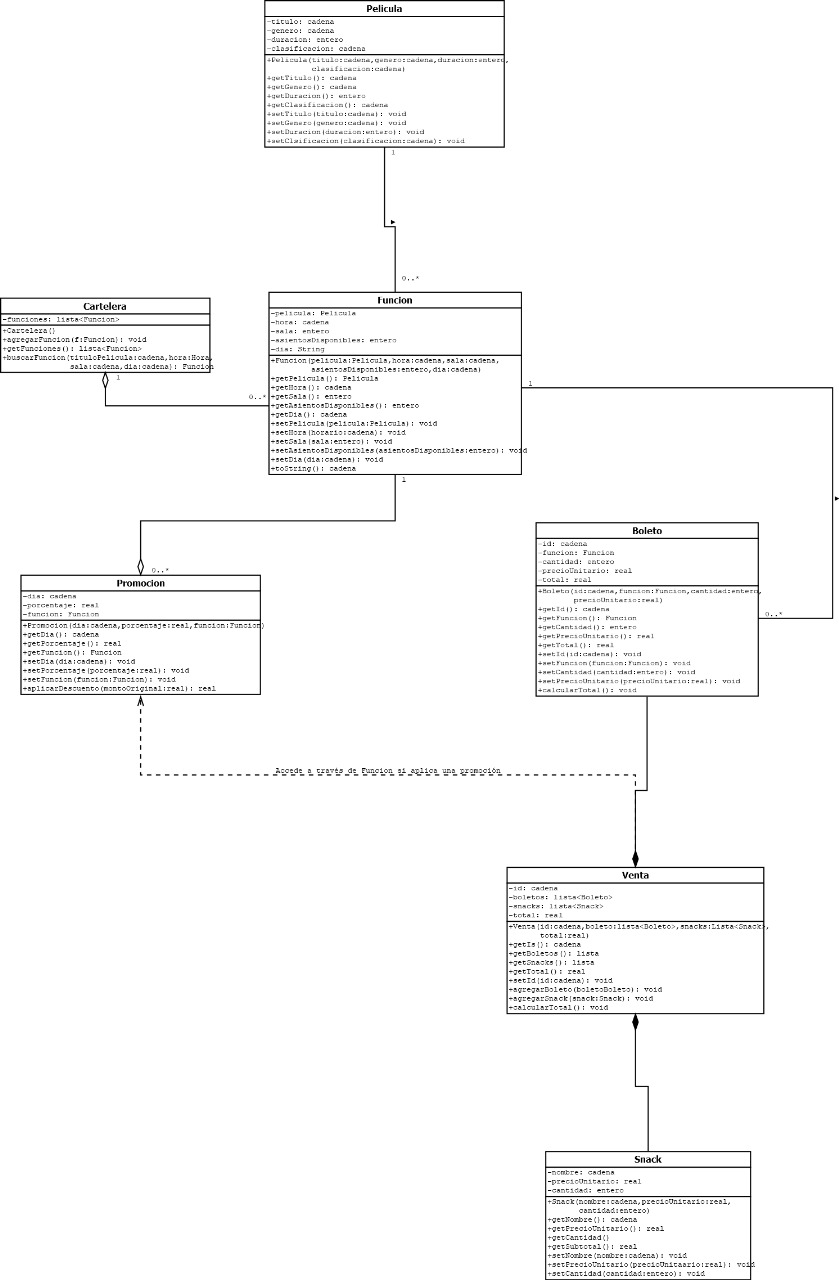 Pelicula
-titulo: cadena
-genero: cadena
-duracion: entero
-clasificacion: cadena
+Pelicula(titulo:cadena,genero:cadena,duracion:entero,
clasificacion:cadena)
+getTitulo(): cadena
+getGenero(): cadena
+getDuracion(): entero
+getClasificacion(): cadena
+setTitulo(titulo:cadena): void
+setGenero(genero:cadena): void
+setDuracion(duracion:entero): void
+setClsificacion(clasificacion:cadena): void
1
0..*
Cartelera
-funciones: lista<Funcion>
+Cartelera()
+agregarFuncion(f:Funcion): void
+getFunciones(): lista<Funcion>
+buscarFuncion(tituloPelicula:cadena,hora:Hora,
sala:cadena,dia:cadena): Funcion
1
0..*
Funcion
-pelicula: Pelicula
-hora: cadena
-sala: entero
-asientosDisponibles: entero
-dia: String
+Funcion(pelicula:Pelicula,hora:cadena,sala:cadena,
asientosDisponibles:entero,dia:cadena)
+getPelicula(): Pelicula
+getHora(): cadena
+getSala(): entero
+getAsientosDisponibles(): entero
+getDia(): cadena
+setPelicula(pelicula:Pelicula): void
+setHora(horario:cadena): void
+setSala(sala:entero): void
+setAsientosDisponibles(asientosDisponibles:entero): void
+setDia(dia:cadena): void
+toString(): cadena
1
1
0..*
Promocion
-dia: cadena
-porcentaje: real
-funcion: Funcion
+Promocion(dia:cadena,porcentaje:real,funcion:Funcion)
+getDia(): cadena
+getPorcentaje(): real
+getFuncion(): Funcion
+setDia(dia:cadena): void
+setPorcentaje(porcentaje:real): void
+setFuncion(funcion:Funcion): void
+aplicarDescuento(montoOriginal:real): real
Boleto
-id: cadena
-funcion: Funcion
-cantidad: entero
-precioUnitario: real
-total: real
+Boleto(id:cadena,funcion:Funcion,cantidad:entero,
precioUnitario:real)
+getId(): cadena
+getFuncion(): Funcion
+getCantidad(): entero
+getPrecioUnitario(): real
+getTotal(): real
+setId(id:cadena): void
+setFuncion(funcion:Funcion): void
+setCantidad(cantidad:entero): void
+setPrecioUnitario(precioUnitario:real): void
+calcularTotal(): void
0..*
Accede a través de Funcion si aplica una promoción
Venta
-id: cadena
-boletos: lista<Boleto>
-snacks: lista<Snack>
-total: real
+Venta(id:cadena,boleto:lista<Boleto>,snacks:Lista<Snack>,
total:real)
+getIs(): cadena
+getBoletos(): lista
+getSnacks(): lista
+getTotal(): real
+setId(id:cadena): void
+agregarBoleto(boletoBoleto): void
+agregarSnack(snack:Snack): void
+calcularTotal(): void
Snack
-nombre: cadena
-precioUnitario: real
-cantidad: entero
+Snack(nombre:cadena,precioUnitario:real,
cantidad:entero)
+getNombre(): cadena
+getPrecioUnitario(): real
+getCantidad()
+getSubtotal(): real
+setNombre(nombre:cadena): void
+setPrecioUnitario(precioUnitaario:real): void
+setCantidad(cantidad:entero): void